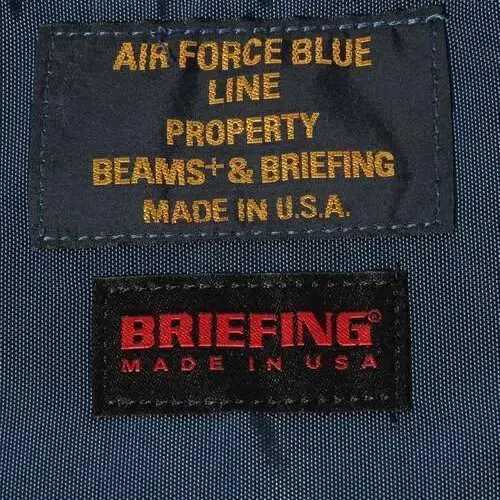 AIR FORCE BLUE
LINE
PROPERTY
BEAMS+ & BRIEFING
MADE IN U.S.A.
BRIEFING®
MADE IN USA